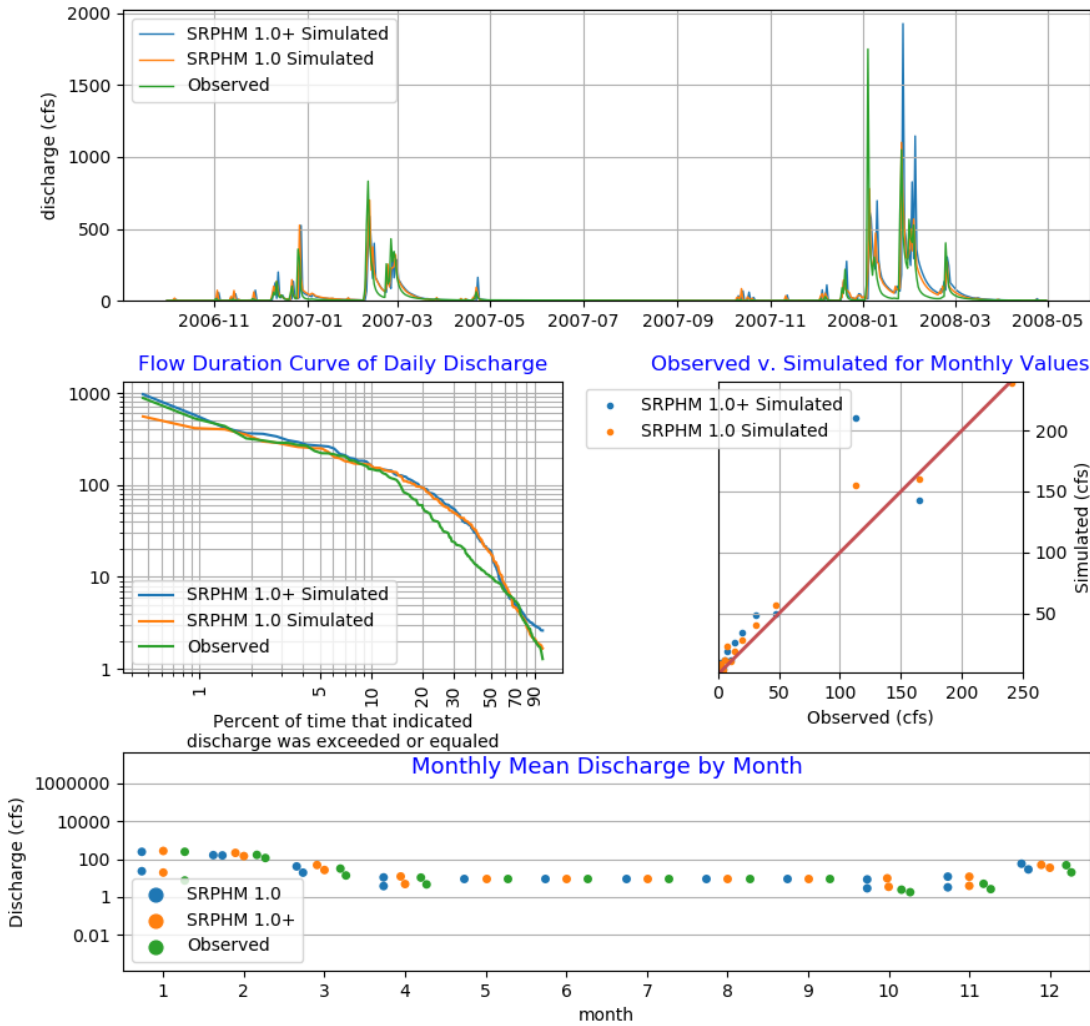 2000
1500
1000
500
0
discharge (cfs)
SRPHM 1.0+ Simulated
SRPHM 1.0 Simulated
Observed
2006-11
2007-01
2007-03
2007-05
2007-07
2007-09
2007-11
2008-01
2008-03
2008-05
Flow Duration Curve of Daily Discharge
1000
100
10
1
SRPHM 1.0+ Simulated
SRPHM 1.0 Simulated
Observed
1
5
10
20
30
50
70
90
Percent of time that indicated
discharge was exceeded or equaled
Observed v. Simulated for Monthly Values
SRPHM 1.0+ Simulated
SRPHM 1.0 Simulated
200
150
100
50
Simulated (cfs)
0
50
100
150
200
250
Observed (cfs)
Monthly Mean Discharge by Month
1000000
10000
100
1
0.01
Discharge (cfs)
SRPHM 1.0
SRPHM 1.0+
Observed
1
2
3
4
5
6
7
8
9
10
11
12
month